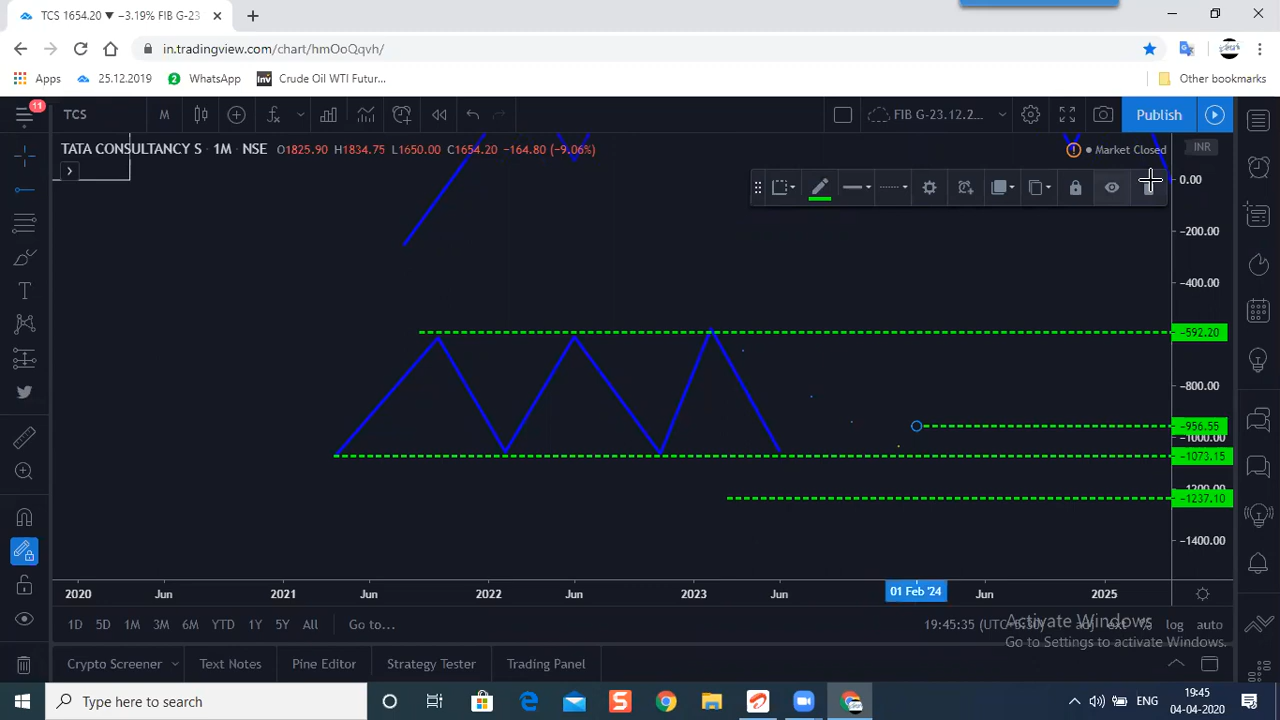 TCS 1654.20 ▼ −3.19% FIB G-23
in.tradingview.com/chart/hmOoQqvh/
Apps 25.12.2019 2 WhatsApp Inv Crude Oil WTI Futur... Other bookmarks
11
TCS M FIB G-23.12.2... Publish
TATA CONSULTANCY S · 1M · NSE O1825.90 H1834.75 L1650.00 C1654.20 −164.80 (−9.06%) Market Closed INR
0.00
−200.00
−400.00
−592.20
−800.00
−956.55
−1000.00
−1073.15
−1237.10
−1400.00
2020 Jun 2021 Jun 2022 Jun 2023 Jun 01 Feb '24 Jun 2025
1D 5D 1M 3M 6M YTD 1Y 5Y All Go to... 19:45:35 (UTC+5:30) % log auto
Activate Windows
Go to Settings to activate Windows.
Crypto Screener Text Notes Pine Editor Strategy Tester Trading Panel
Type here to search ENG 19:45
04-04-2020